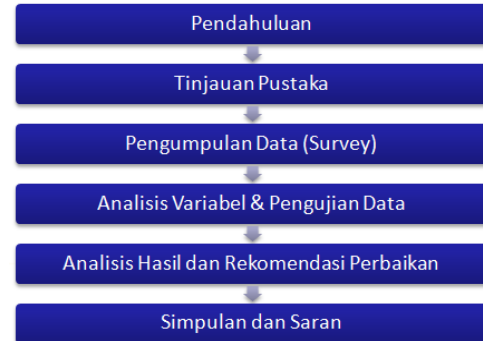 Pendahuluan
Tinjauan Pustaka
Pengumpulan Data (Survey)
Analisis Variabel & Pengujian Data
Analisis Hasil dan Rekomendasi Perbaikan
Simpulan dan Saran